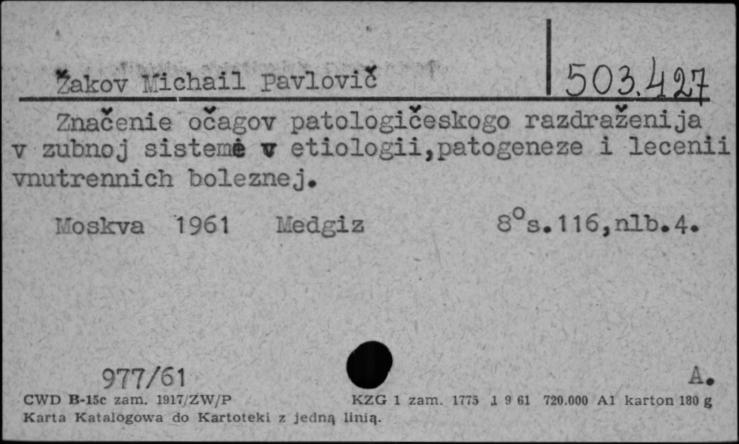 Žakov Michail Pavlovič
503.427
Značenie očagov patologičeskogo razdraženija
v zubnoj sisteme v etiologii,patogeneze i lecenii
vnutrennich boleznej.
Moskva 1961 Medgiz 8°s.116,nlb.4.
977/61 A.
CWD B-15c zam. 1917/ZW/P KZG 1 zam. 1775 1 9 61 720.000 A1 karton 180 g
Karta Katalogowa do Kartoteki z jedną linią.